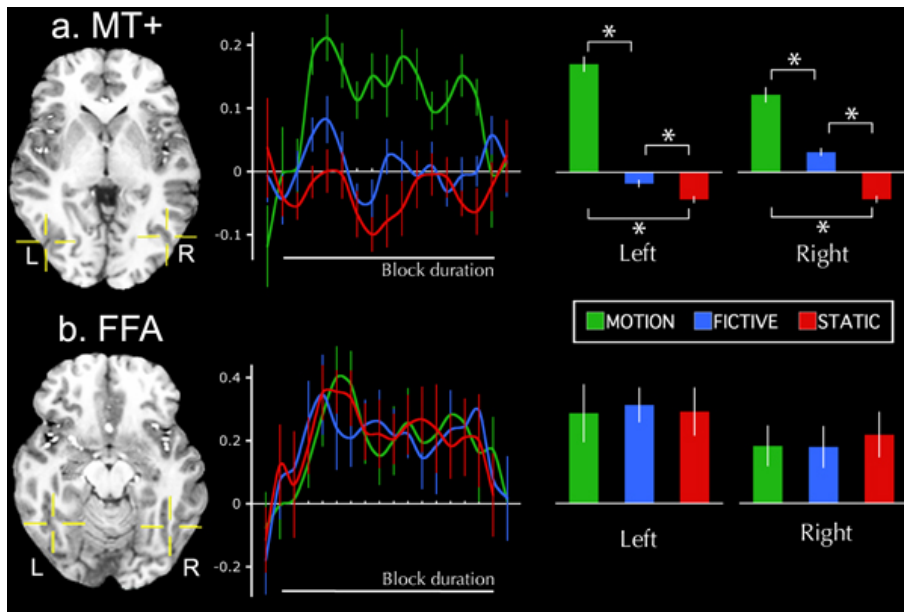 a. MT+
L
R
0.2
0.1
0
-0.1
Block duration
*
*
*
Left
*
*
*
Right
MOTION FICTIVE STATIC
b. FFA
L
R
0.4
0.2
0
-0.2
Block duration
Left
Right